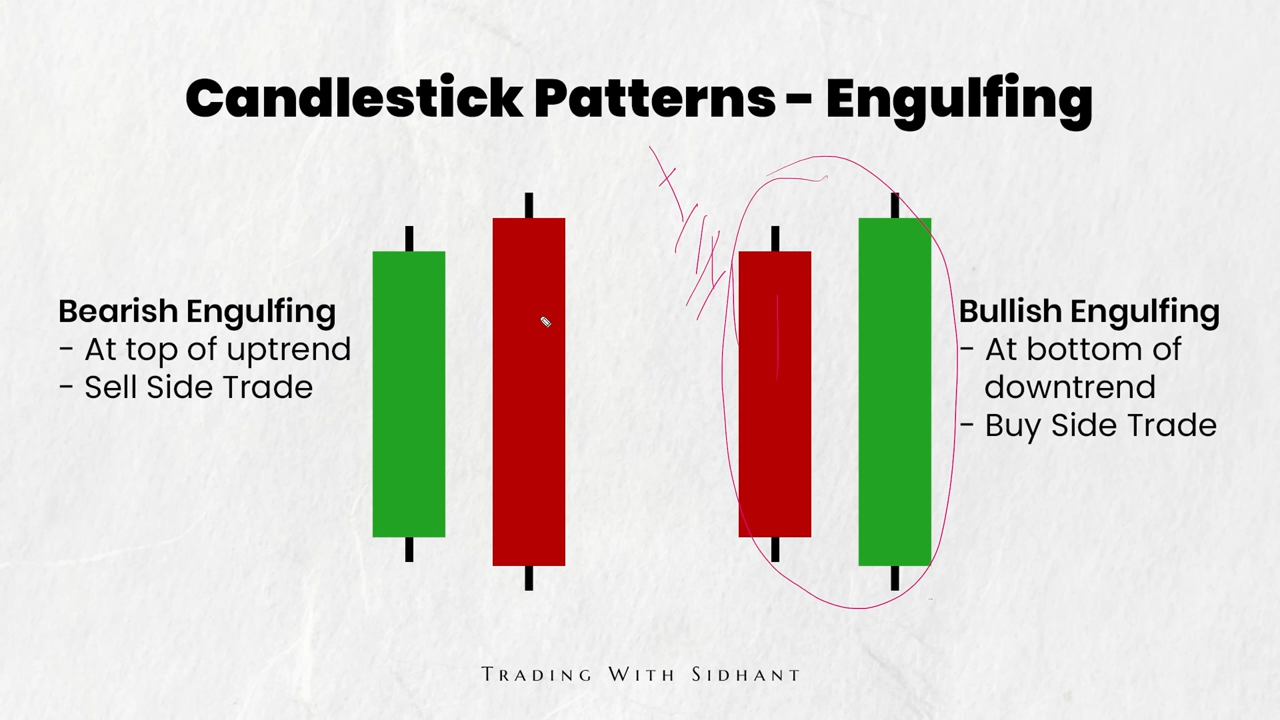 Candlestick Patterns - Engulfing
Bearish Engulfing
- At top of uptrend
- Sell Side Trade
Bullish Engulfing
- At bottom of
downtrend
- Buy Side Trade
Trading With Sidhant